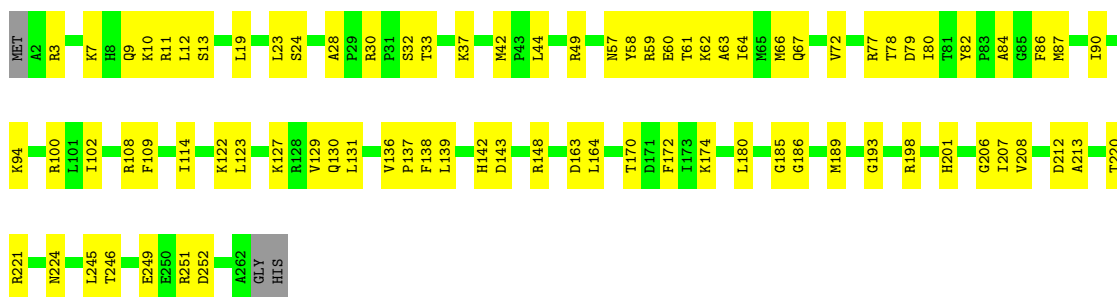 MET A2 R3 K7 H8 Q9 K10 R11 L12 S13 L19 L23 S24 A28 P29 R30 P31 S32 T33 K37 M42 P43 L44 R49 N57 Y58 R59 E60 T61 K62 A63 I64 M65 M66 Q67 V72 R77 T78 D79 I80 T81 Y82 P83 A84 G85 F86 M87 I90
K94 R100 L101 I102 R108 F109 I114 K122 L123 K127 R128 V129 Q130 L131 V136 P137 F138 L139 H142 D143 R148 D163 L164 T170 D171 F172 I173 K174 L180 G185 G186 M189 G193 R198 H201 G206 I207 V208 D212 A213 T220
R221 N224 L245 T246 E249 E250 R251 D252 A262 GLY HIS